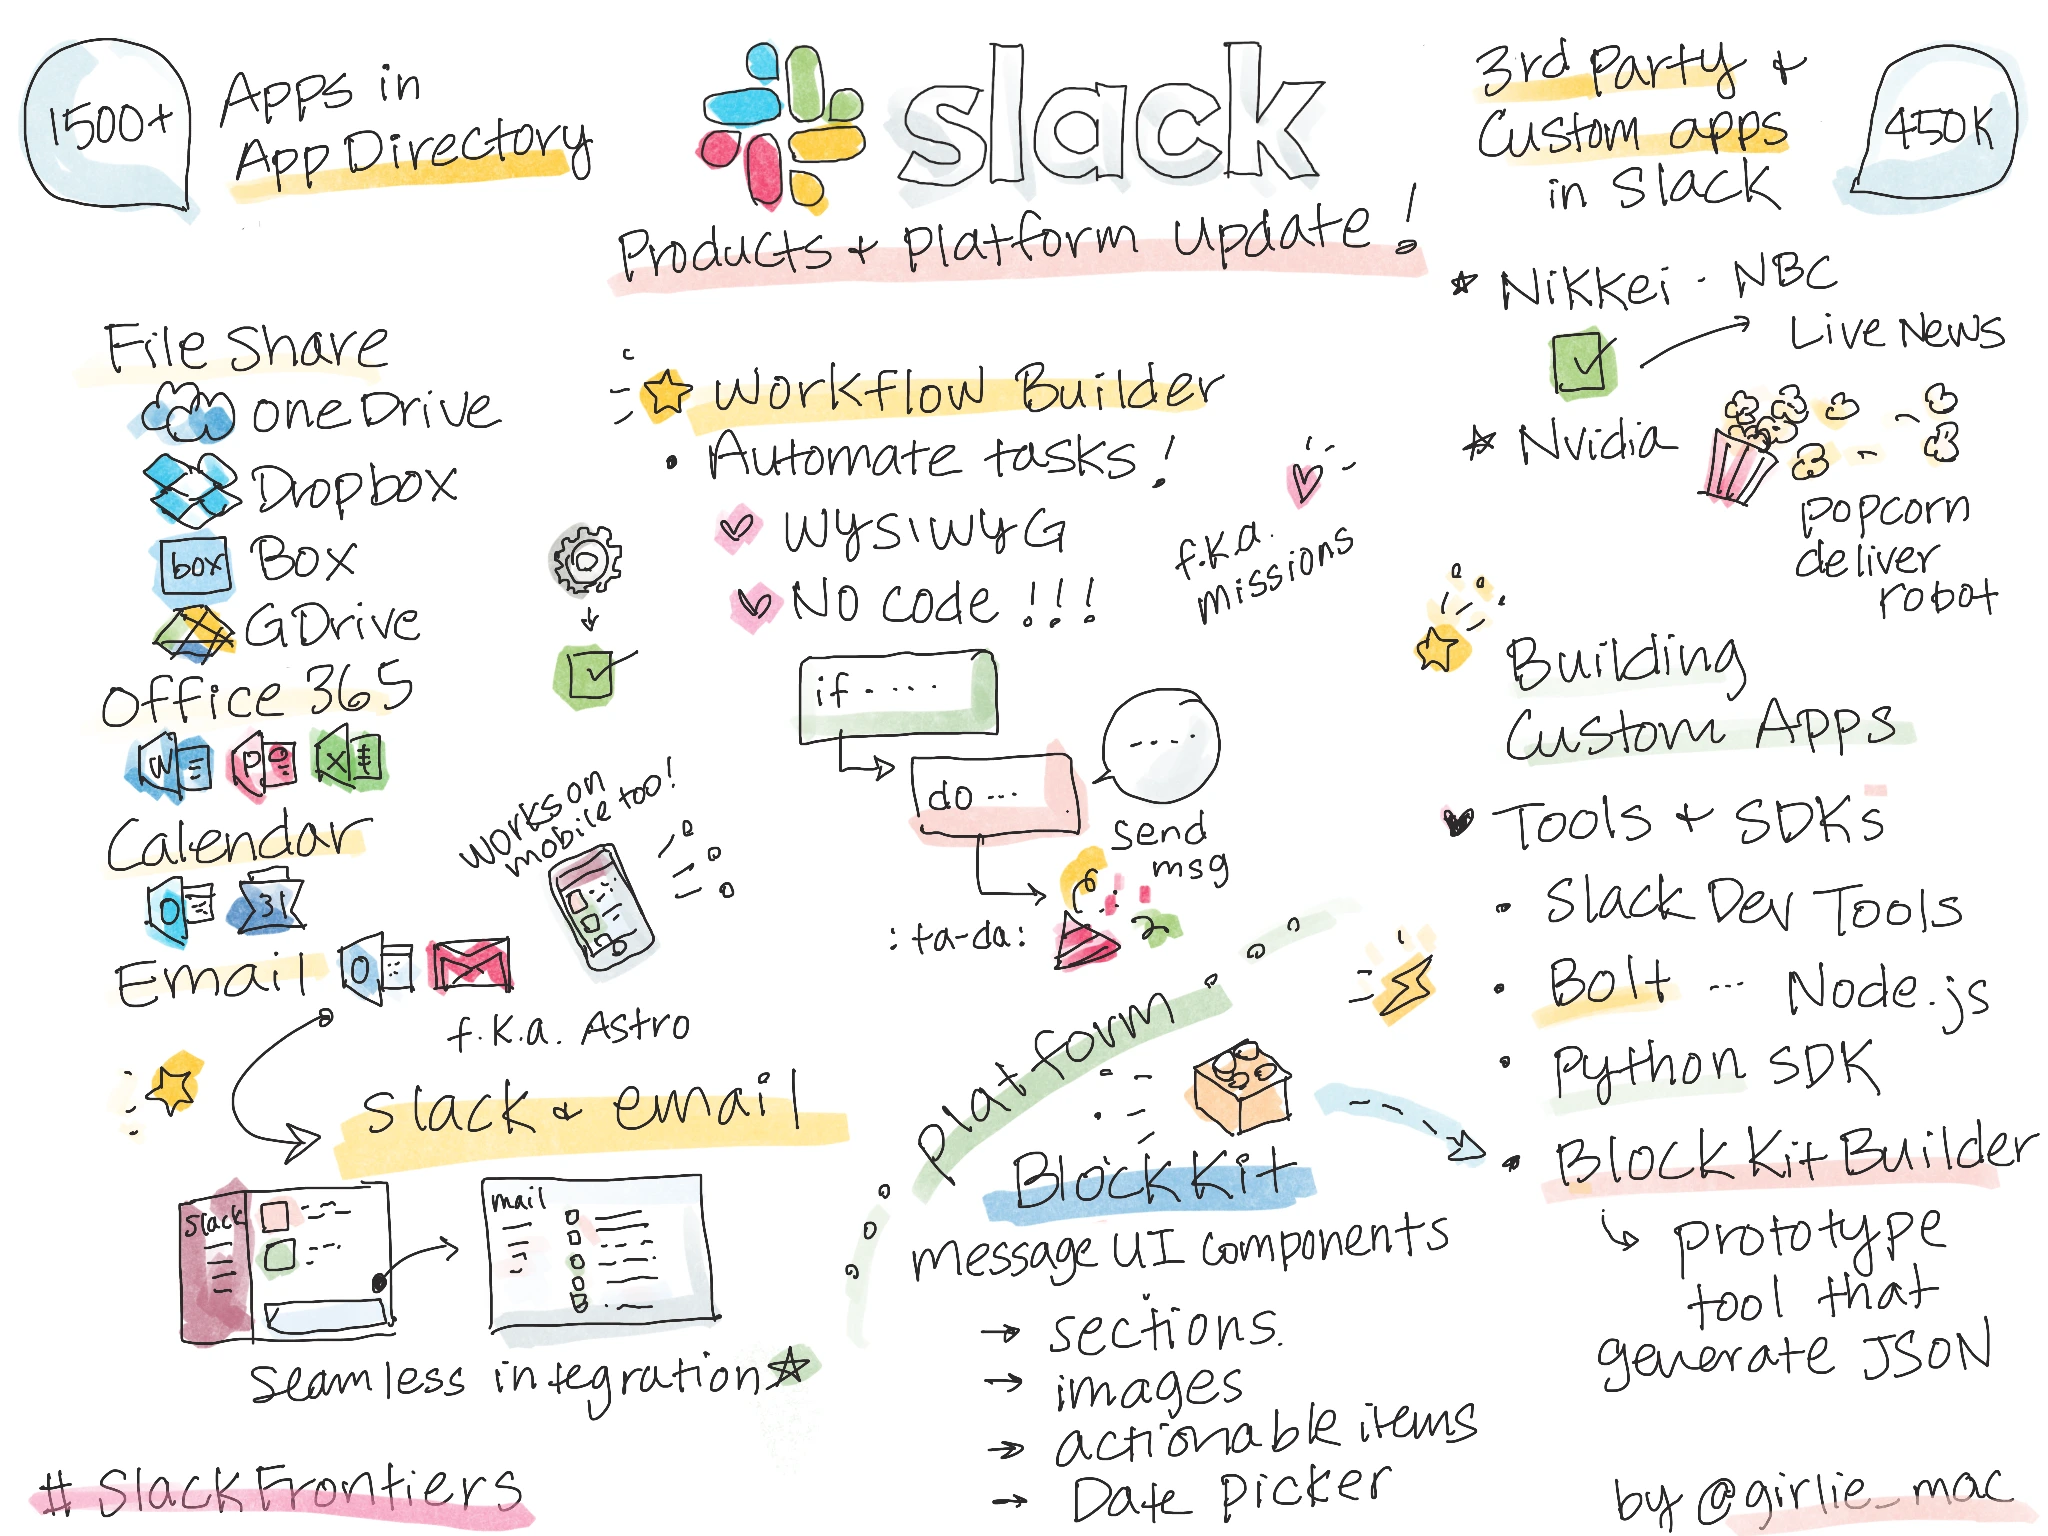 1500+
Apps in
App Directory
slack
Products + Platform Update!
3rd Party +
Custom apps
in Slack
450K
File Share
OneDrive
Dropbox
box Box
GDrive
Office 365
W P X
Calendar
O 31
Email O
f.k.a. Astro
works on
mobile too!
slack + email
slack
mail
seamless integration
# SlackFrontiers
Workflow Builder
• Automate tasks!
WYSIWYG
No code!!!
f.k.a.
missions
if .....
do ...
....
send
msg
:ta-da:
platform
Block Kit
message UI components
→ sections.
→ images
→ actionable items
→ Date Picker
* Nikkei · NBC
Live News
* Nvidia
popcorn
deliver
robot
Building
Custom Apps
Tools + SDKs
• Slack Dev Tools
• Bolt ... Node.js
• Python SDK
• Block Kit Builder
prototype
tool that
generate JSON
by @girlie_mac